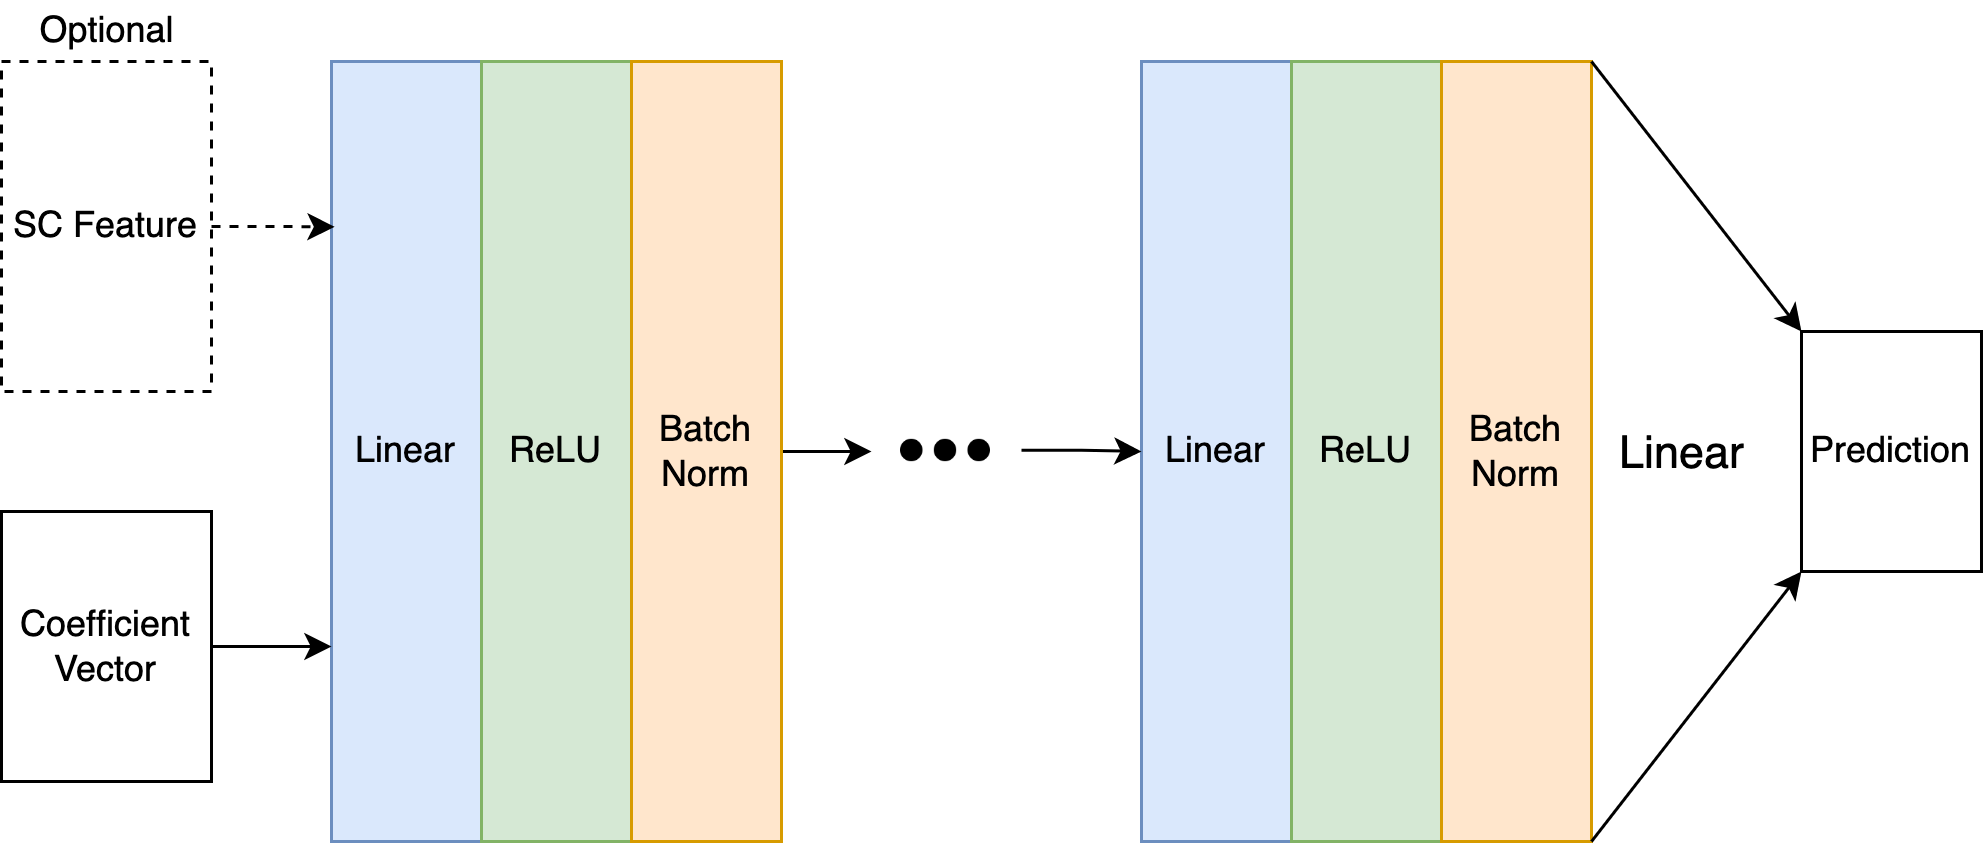 Optional
SC Feature
Coefficient
Vector
Linear
ReLU
Batch
Norm
Linear
ReLU
Batch
Norm
Linear
Prediction